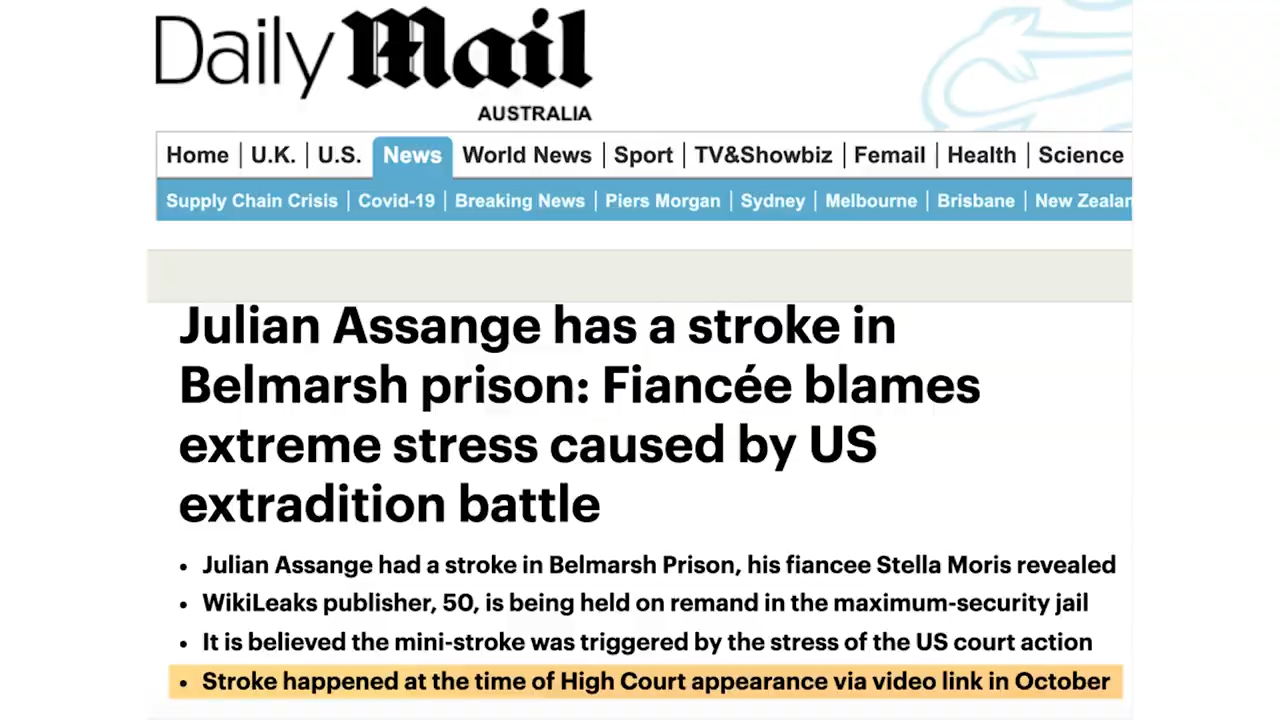 Daily Mail
AUSTRALIA
Home | U.K. | U.S. News World News | Sport | TV&Showbiz | Femail | Health | Science
Supply Chain Crisis | Covid-19 | Breaking News | Piers Morgan | Sydney | Melbourne | Brisbane | New Zealan
Julian Assange has a stroke in
Belmarsh prison: Fiancée blames
extreme stress caused by US
extradition battle
• Julian Assange had a stroke in Belmarsh Prison, his fiancee Stella Moris revealed
• WikiLeaks publisher, 50, is being held on remand in the maximum-security jail
• It is believed the mini-stroke was triggered by the stress of the US court action
• Stroke happened at the time of High Court appearance via video link in October